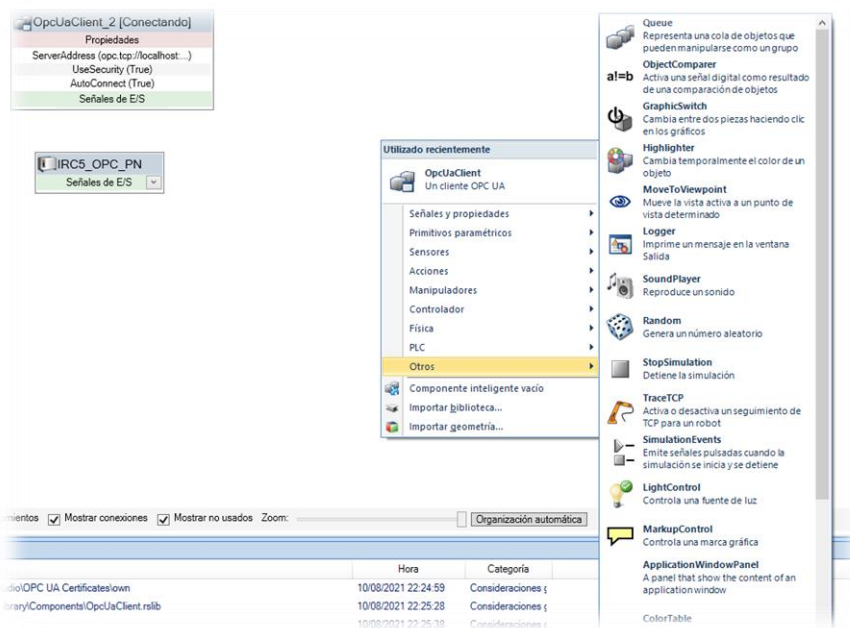 OpcUaClient_2 [Conectando]
Propiedades
ServerAddress (opc.tcp://localhost:...)
UseSecurity (True)
AutoConnect (True)
Señales de E/S
IRC5_OPC_PN
Señales de E/S
Utilizado recientemente
OpcUaClient
Un cliente OPC UA
Señales y propiedades
Primitivos paramétricos
Sensores
Acciones
Manipuladores
Controlador
Física
PLC
Otros
Componente inteligente vacío
Importar biblioteca...
Importar geometría...
Queue
Representa una cola de objetos que
pueden manipularse como un grupo
ObjectComparer
a!=b
Activa una señal digital como resultado
de una comparación de objetos
GraphicSwitch
Cambia entre dos piezas haciendo clic
en los gráficos
Highlighter
Cambia temporalmente el color de un
objeto
MoveToViewpoint
Mueve la vista activa a un punto de
vista determinado
Logger
Imprime un mensaje en la ventana
Salida
SoundPlayer
Reproduce un sonido
Random
Genera un número aleatorio
StopSimulation
Detiene la simulación
TraceTCP
Activa o desactiva un seguimiento de
TCP para un robot
SimulationEvents
Emite señales pulsadas cuando la
simulación se inicia y se detiene
LightControl
Controla una fuente de luz
MarkupControl
Controla una marca gráfica
ApplicationWindowPanel
A panel that show the content of an
application window
ColorTable
mientos Mostrar conexiones Mostrar no usados Zoom: Organización automática
Hora Categoría
dio\OPC UA Certificates\own 10/08/2021 22:24:59 Consideraciones g
brary\Components\OpcUaClient.rslib 10/08/2021 22:25:28 Consideraciones g
10/08/2021 22:25:38 Consideraciones g